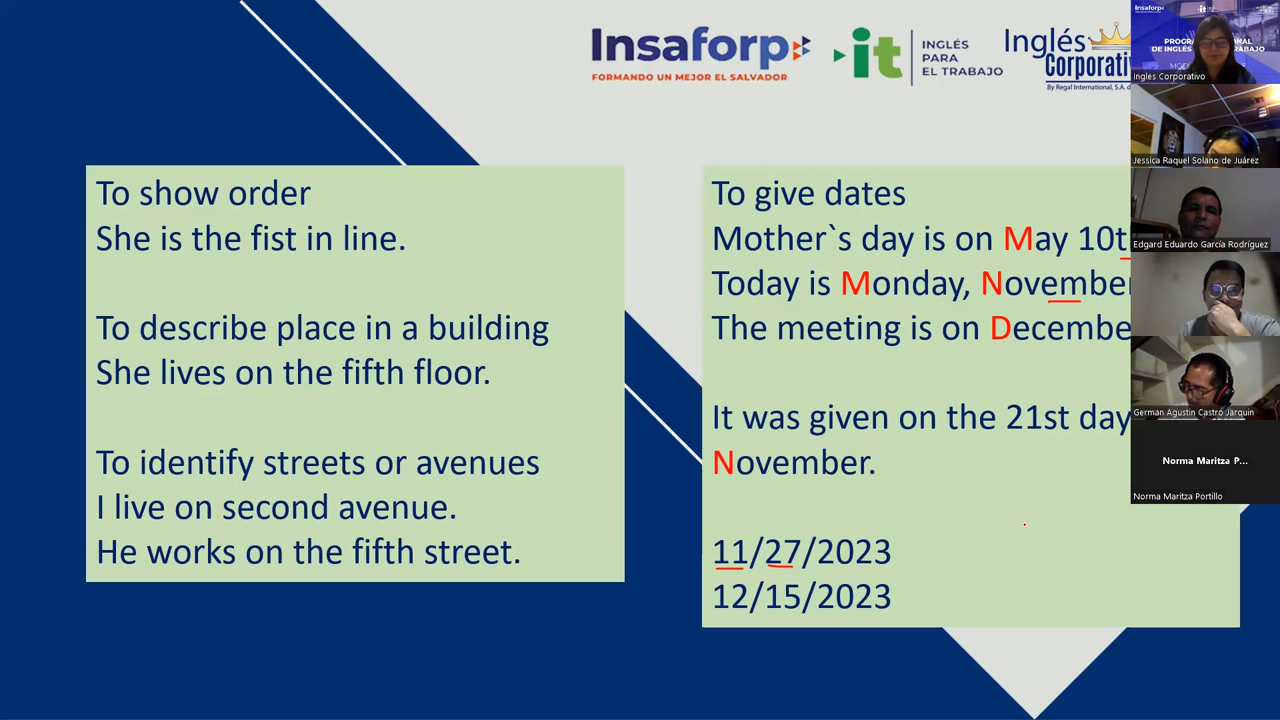 Insaforp
FORMANDO UN MEJOR EL SALVADOR
it
INGLÉS
PARA
EL TRABAJO
Inglés
Corporativ
By Regal International, S.A. d
To show order
She is the fist in line.
To describe place in a building
She lives on the fifth floor.
To identify streets or avenues
I live on second avenue.
He works on the fifth street.
To give dates
Mother`s day is on May 10t
Today is Monday, November
The meeting is on Decembe
It was given on the 21st day
November.
11/27/2023
12/15/2023
Insaforp
it
Ingles Corporativo
Jessica Raquel Solano de Juárez
Edgard Eduardo García Rodríguez
German Agustin Castro Jarquin
Norma Maritza P...
Norma Maritza Portillo